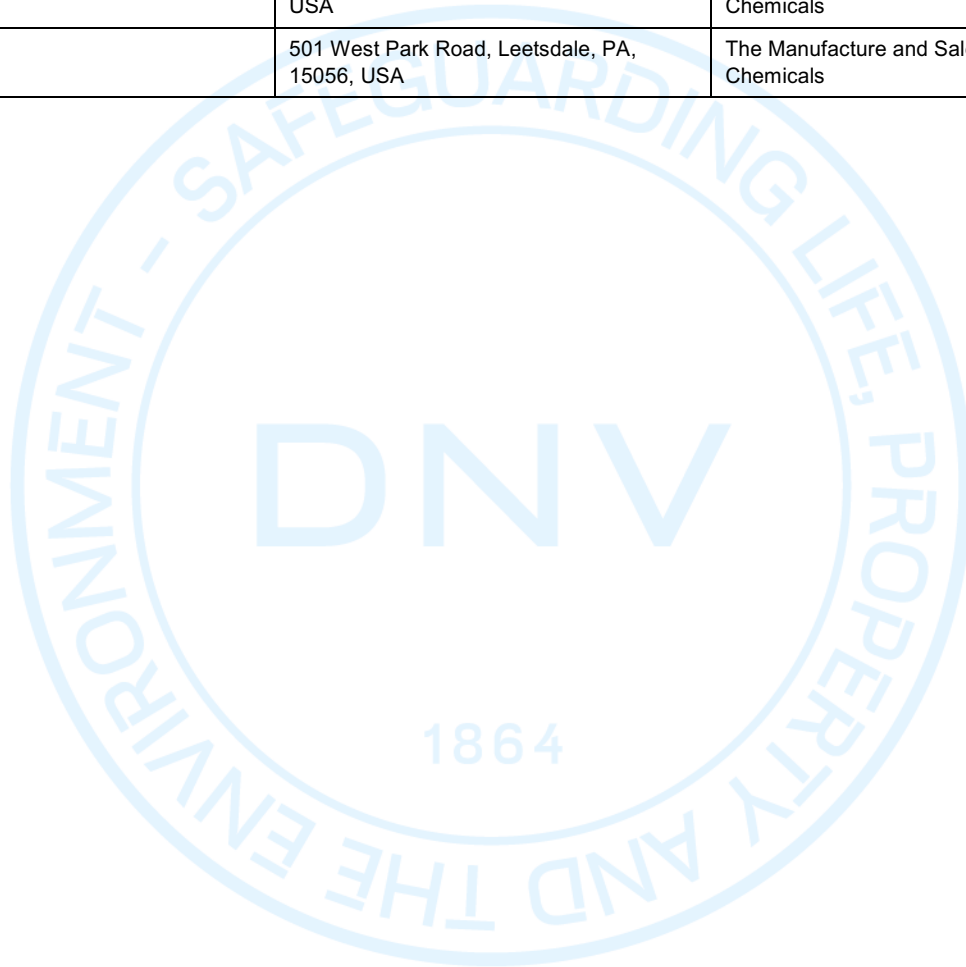 USA
Chemicals
501 West Park Road, Leetsdale, PA,
15056, USA
The Manufacture and
Chemicals
SAFEGUARDING LIFE, PROPERTY AND THE ENVIRONMENT -
DNV
1864